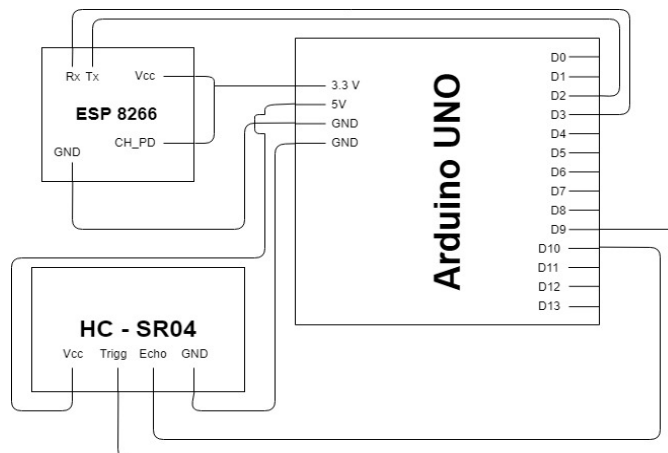 Rx Tx Vcc
ESP 8266
CH_PD
GND
3.3 V
5V
GND
GND
Arduino UNO
D0
D1
D2
D3
D4
D5
D6
D7
D8
D9
D10
D11
D12
D13
HC - SR04
Vcc Trigg Echo GND